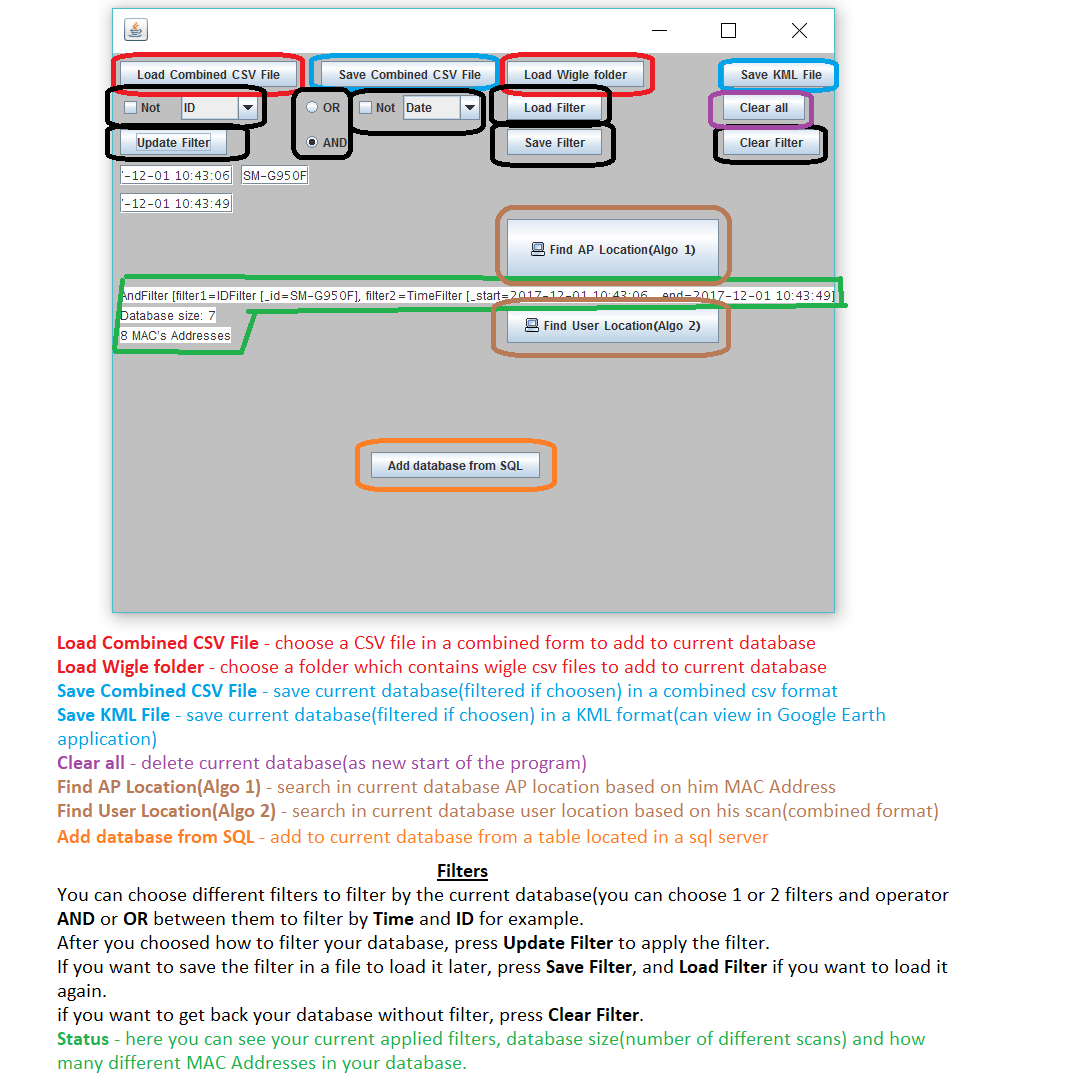 Load Combined CSV File Save Combined CSV File Load Wigle folder Save KML File
Not ID OR Not Date Load Filter Clear all
Update Filter AND Save Filter Clear Filter
'-12-01 10:43:06 SM-G950F
'-12-01 10:43:49
Find AP Location(Algo 1)
AndFilter [filter1=IDFilter [_id=SM-G950F], filter2=TimeFilter [_start=2017-12-01 10:43:06, _end=2017-12-01 10:43:49]
Database size: 7
Find User Location(Algo 2)
8 MAC's Addresses
Add database from SQL
Load Combined CSV File - choose a CSV file in a combined form to add to current database
Load Wigle folder - choose a folder which contains wigle csv files to add to current database
Save Combined CSV File - save current database(filtered if choosen) in a combined csv format
Save KML File - save current database(filtered if choosen) in a KML format(can view in Google Earth
application)
Clear all - delete current database(as new start of the program)
Find AP Location(Algo 1) - search in current database AP location based on him MAC Address
Find User Location(Algo 2) - search in current database user location based on his scan(combined format)
Add database from SQL - add to current database from a table located in a sql server
Filters
You can choose different filters to filter by the current database(you can choose 1 or 2 filters and operator
AND or OR between them to filter by Time and ID for example.
After you choosed how to filter your database, press Update Filter to apply the filter.
If you want to save the filter in a file to load it later, press Save Filter, and Load Filter if you want to load it
again.
if you want to get back your database without filter, press Clear Filter.
Status - here you can see your current applied filters, database size(number of different scans) and how
many different MAC Addresses in your database.